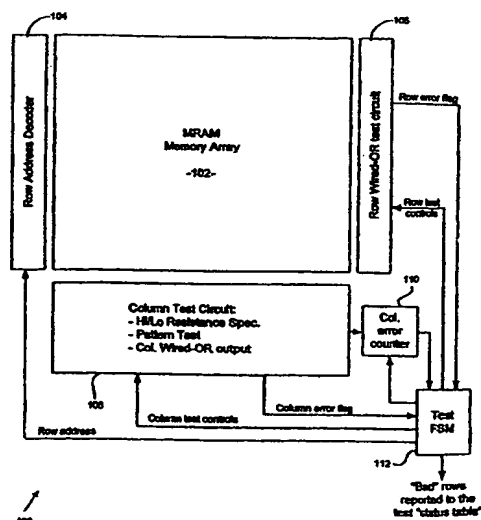 104
106
Row Address Decoder
MRAM
Memory Array
-102-
Row Wired-OR test circuit
Row error flag
Row test
controls
Column Test Circuit:
- Hi/Lo Resistance Spec.
- Pattern Test
- Col. Wired-OR output
110
Col.
error
counter
108
Column test controls
Column error flag
Row address
Test
FSM
112
"Bad" rows
reported to the
test "status table"